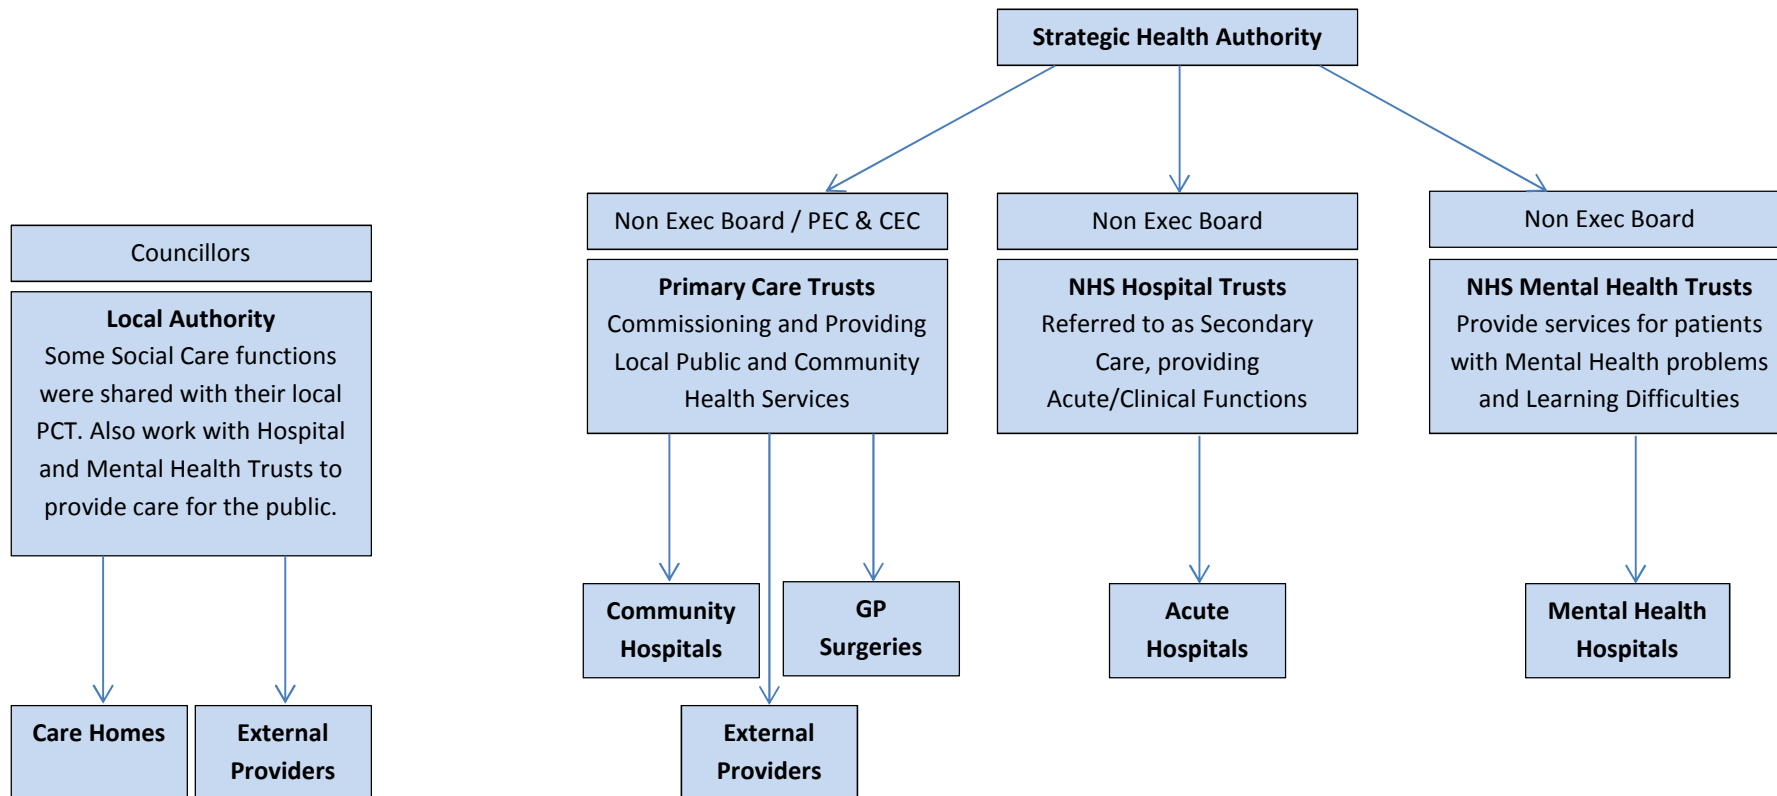 Strategic Health Authority
Non Exec Board / PEC & CEC
Non Exec Board
Non Exec Board
Councillors
Local Authority
Some Social Care functions
were shared with their local
PCT. Also work with Hospital
and Mental Health Trusts to
provide care for the public.
Primary Care Trusts
Commissioning and Providing
Local Public and Community
Health Services
NHS Hospital Trusts
Referred to as Secondary
Care, providing
Acute/Clinical Functions
NHS Mental Health Trusts
Provide services for patients
with Mental Health problems
and Learning Difficulties
Community
Hospitals
GP
Surgeries
Acute
Hospitals
Mental Health
Hospitals
Care Homes
External
Providers
External
Providers